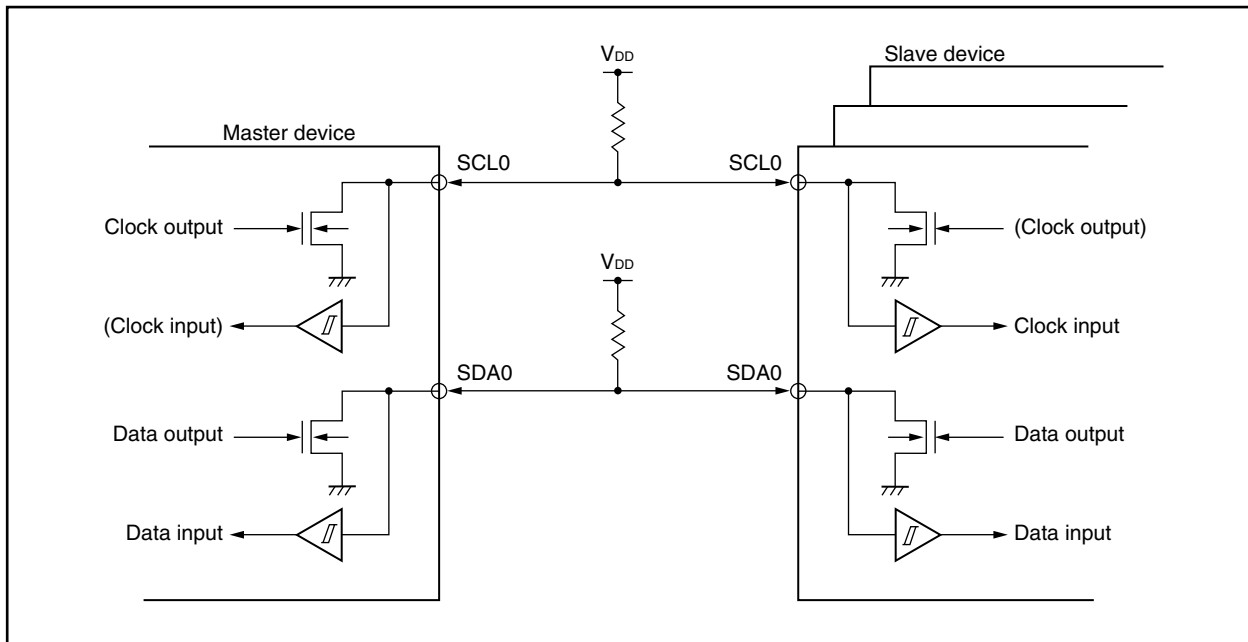 VDD
Slave device
Master device
SCL0
SCL0
Clock output
(Clock output)
VDD
(Clock input)
Clock input
SDA0
SDA0
Data output
Data output
Data input
Data input